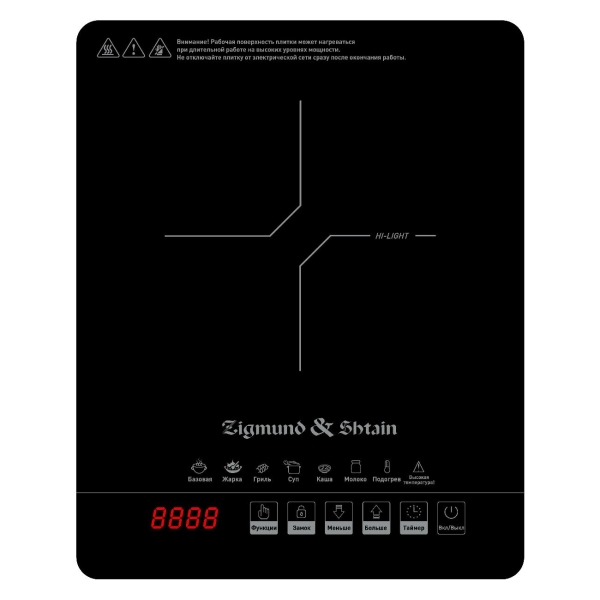 Внимание! Рабочая поверхность плитки может нагреваться
при длительной работе на высоких уровнях мощности.
Не отключайте плитку от электрической сети сразу после окончания работы.
HI-LIGHT
Zigmund & Shtain
Базовая Жарка Гриль Суп Каша Молоко Подогрев Высокая
температура!
8888
Функции Замок Меньше Больше Таймер Вкл/Выкл